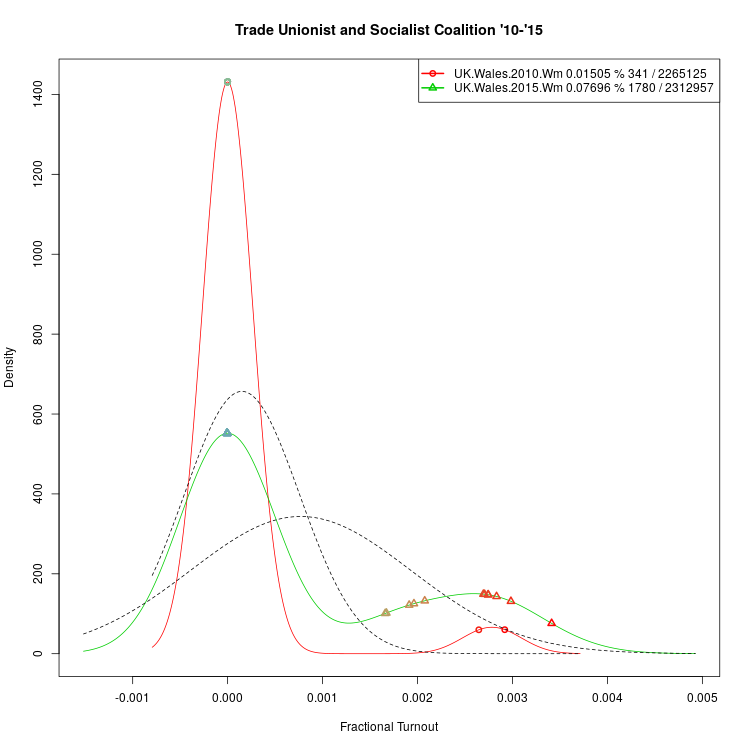 Trade Unionist and Socialist Coalition '10-'15
UK.Wales.2010.Wm 0.01505 % 341 / 2265125
UK.Wales.2015.Wm 0.07696 % 1780 / 2312957
1400
1200
1000
800
600
400
200
0
Density
-0.001 0.000 0.001 0.002 0.003 0.004 0.005
Fractional Turnout